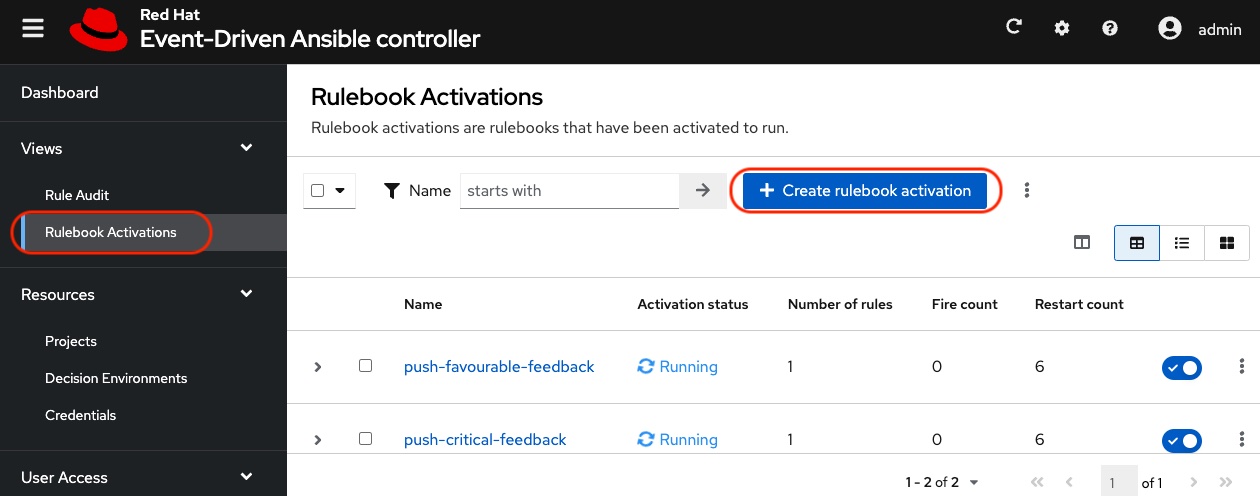 Red Hat
Event-Driven Ansible controller
admin
Dashboard
Views
Rule Audit
Rulebook Activations
Resources
Projects
Decision Environments
Credentials
User Access
Rulebook Activations
Rulebook activations are rulebooks that have been activated to run.
Name starts with Create rulebook activation
Name Activation status Number of rules Fire count Restart count
push-favourable-feedback Running 1 0 6
push-critical-feedback Running 1 0 6
1 - 2 of 2 1 of 1